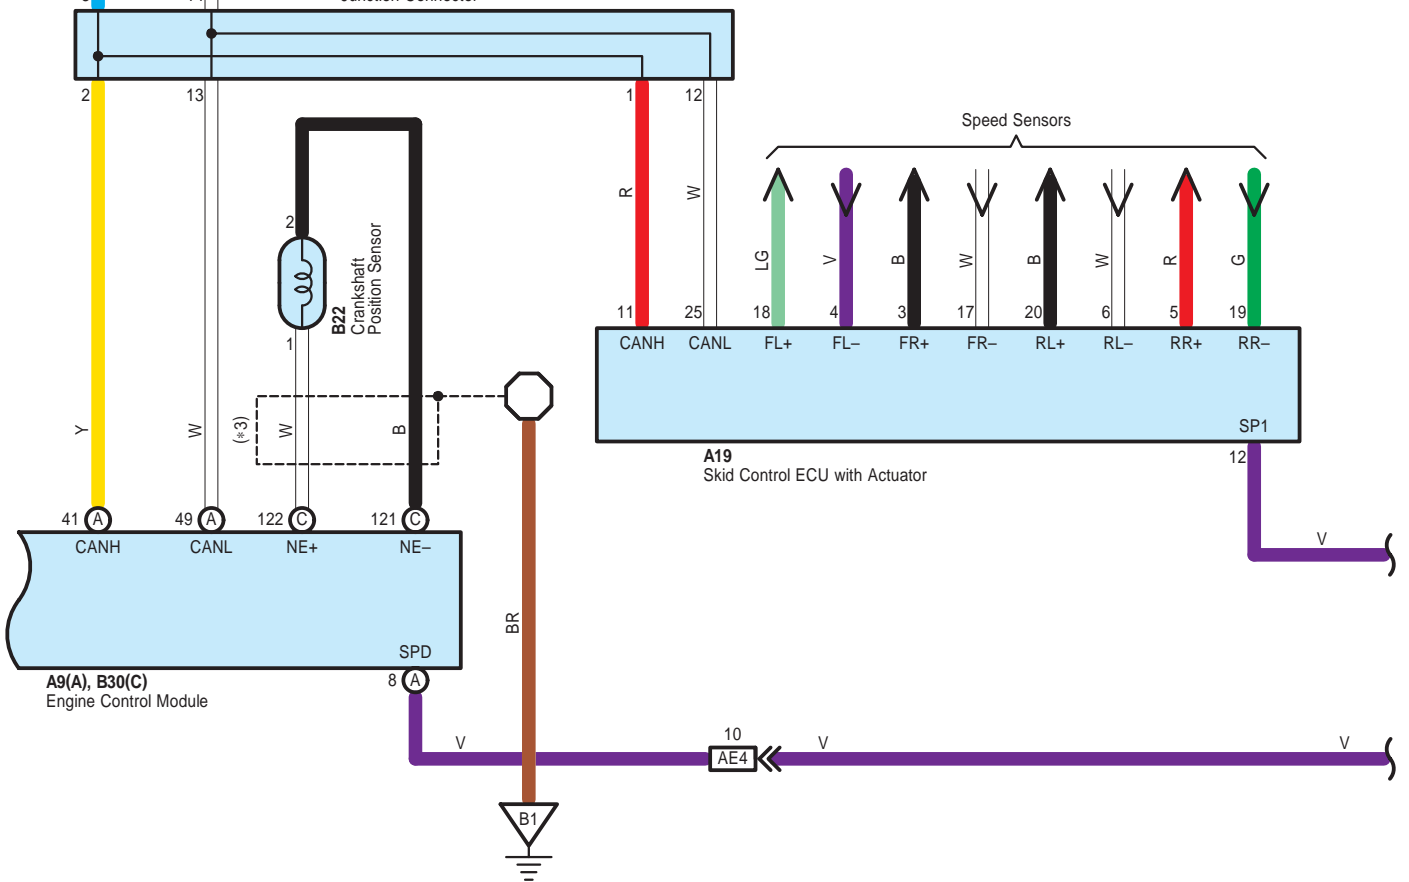 Junction Connector
2
13
1
12
R
W
Speed Sensors
LG
V
B
W
B
W
R
G
2
B22
Crankshaft
Position Sensor
1
11
25
18
4
3
17
20
6
5
19
CANH
CANL
FL+
FL–
FR+
FR–
RL+
RL–
RR+
RR–
SP1
12
A19
Skid Control ECU with Actuator
Y
W
(*3)
W
B
41
A
49
A
122
C
121
C
CANH
CANL
NE+
NE–
SPD
8
A
A9(A), B30(C)
Engine Control Module
BR
V
V
10
AE4
V
V
B1